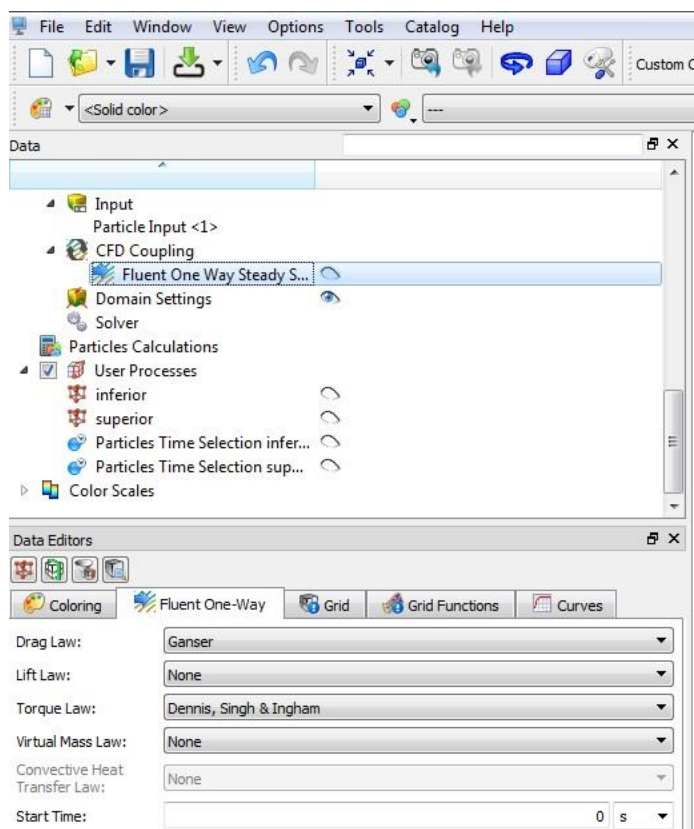 File Edit Window View Options Tools Catalog Help
Custom C
<Solid color> ---
Data
Input
Particle Input <1>
CFD Coupling
Fluent One Way Steady S...
Domain Settings
Solver
Particles Calculations
User Processes
inferior
superior
Particles Time Selection infer...
Particles Time Selection sup...
Color Scales
Data Editors
Coloring Fluent One-Way Grid Grid Functions Curves
Drag Law: Ganser
Lift Law: None
Torque Law: Dennis, Singh & Ingham
Virtual Mass Law: None
Convective Heat
Transfer Law: None
Start Time: 0 s